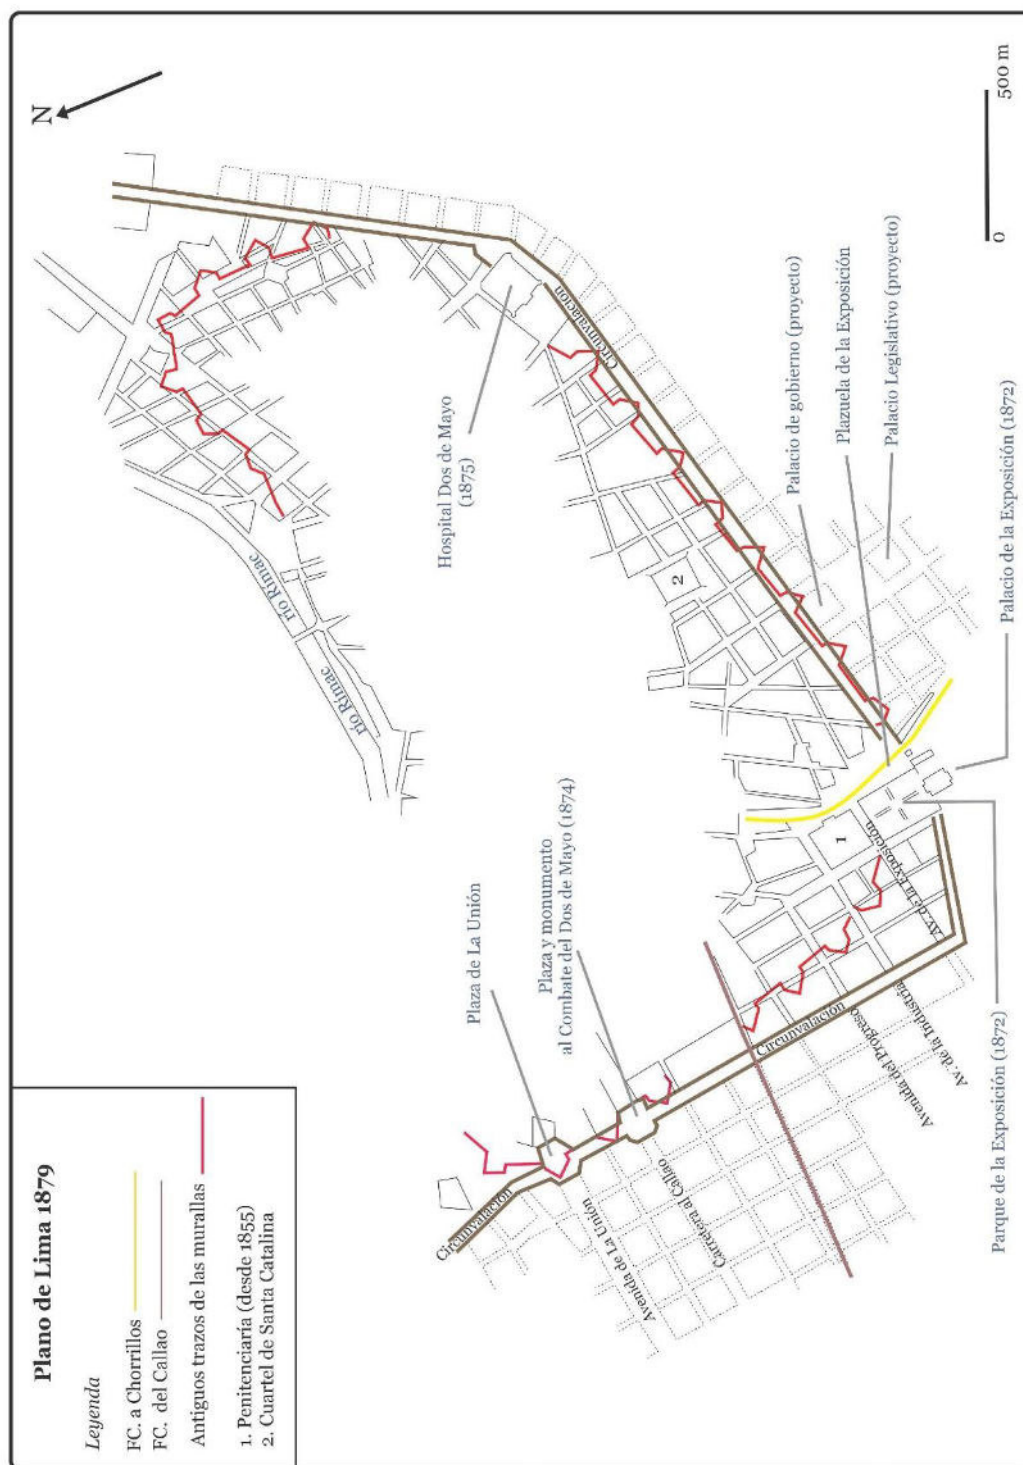 Plano de Lima 1879
Leyenda
FC. a Chorrillos
FC. del Callao
Antiguos trazos de las murallas
1. Penitenciaría (desde 1855)
2. Cuartel de Santa Catalina
N
río Rímac
río Rímac
Hospital Dos de Mayo
(1875)
Circunvalación
2
Plaza de La Unión
Plaza y monumento
al Combate del Dos de Mayo (1874)
Palacio de gobierno (proyecto)
Plazuela de la Exposición
Palacio Legislativo (proyecto)
Palacio de la Exposición (1872)
1
Av. de la Exposición
Circunvalación
Circunvalación
Avenida de La Unión
Carretera al Callao
Avenida del Progreso
Av. de la Industria
Parque de la Exposición (1872)
0
500 m